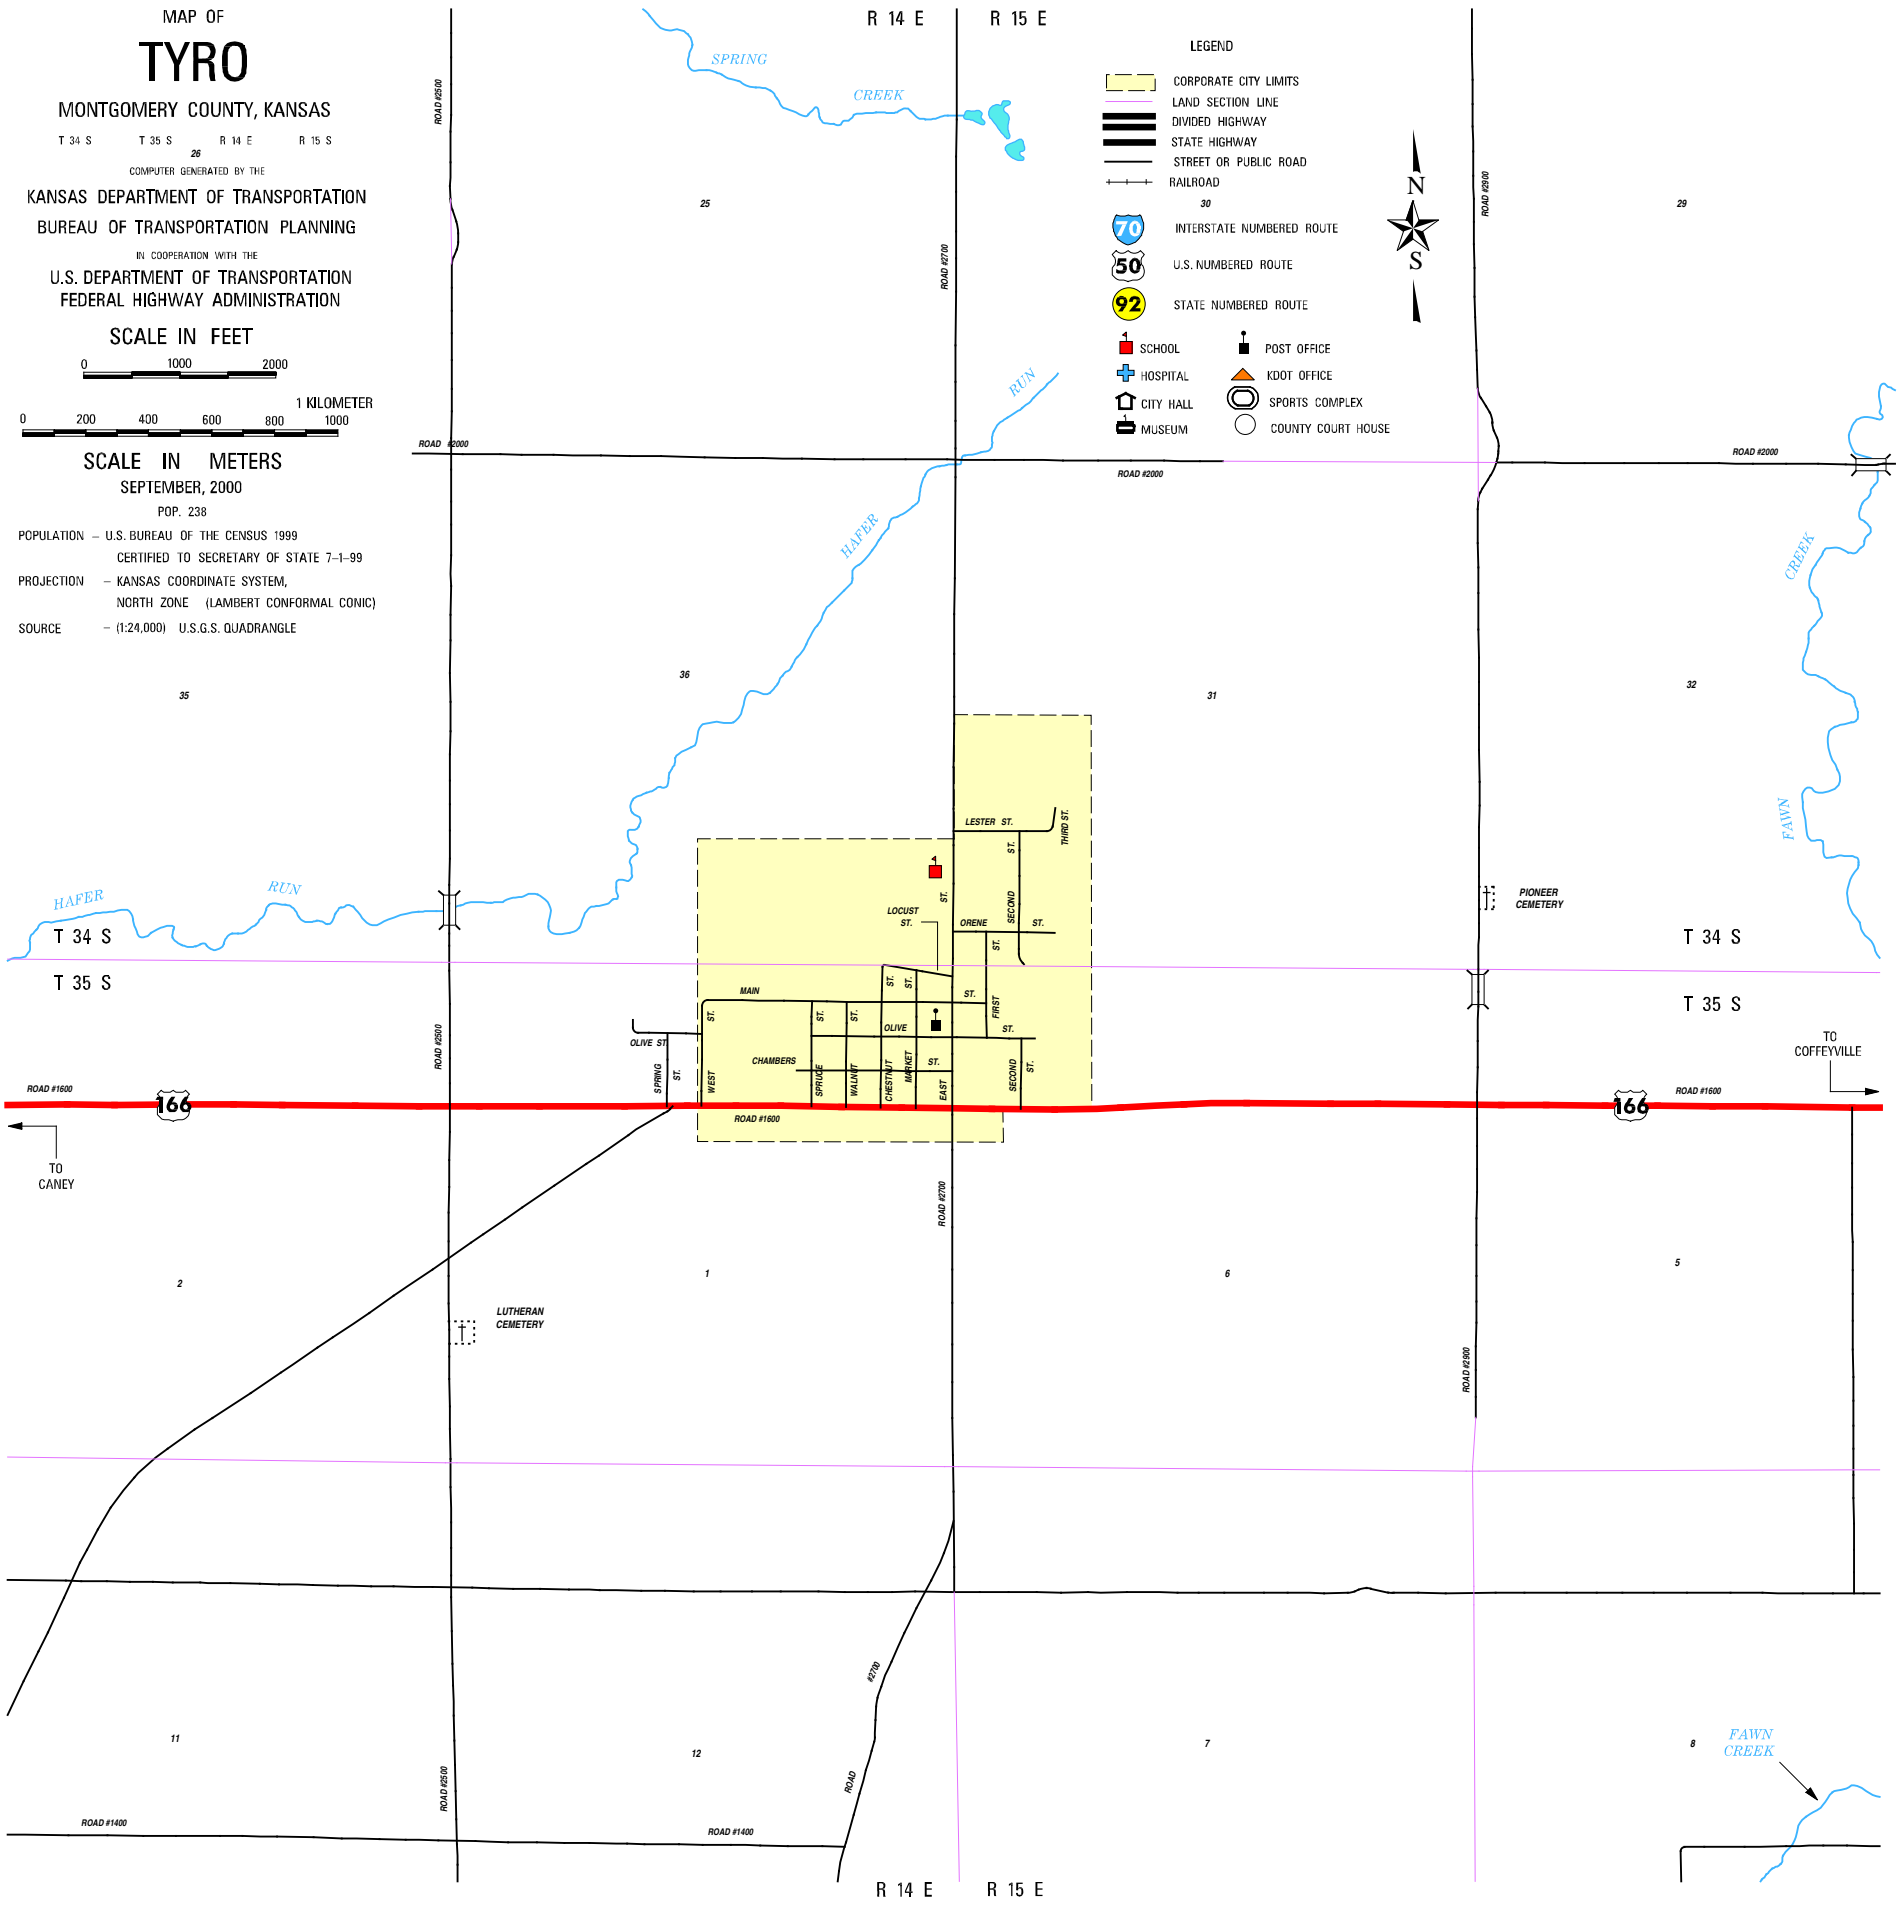 MAP OF
TYRO
MONTGOMERY COUNTY, KANSAS
T 34 S T 35 S R 14 E R 15 S
26
COMPUTER GENERATED BY THE
KANSAS DEPARTMENT OF TRANSPORTATION
BUREAU OF TRANSPORTATION PLANNING
IN COOPERATION WITH THE
U.S. DEPARTMENT OF TRANSPORTATION
FEDERAL HIGHWAY ADMINISTRATION
SCALE IN FEET
0 1000 2000
1 KILOMETER
0 200 400 600 800 1000
SCALE IN METERS
SEPTEMBER, 2000
POP. 238
POPULATION – U.S. BUREAU OF THE CENSUS 1999
CERTIFIED TO SECRETARY OF STATE 7–1–99
PROJECTION – KANSAS COORDINATE SYSTEM,
NORTH ZONE (LAMBERT CONFORMAL CONIC)
SOURCE – (1:24,000) U.S.G.S. QUADRANGLE
R 14 E R 15 E
LEGEND
CORPORATE CITY LIMITS
LAND SECTION LINE
DIVIDED HIGHWAY
STATE HIGHWAY
STREET OR PUBLIC ROAD
RAILROAD
70 INTERSTATE NUMBERED ROUTE
50 U.S. NUMBERED ROUTE
92 STATE NUMBERED ROUTE
SCHOOL POST OFFICE
HOSPITAL KDOT OFFICE
CITY HALL SPORTS COMPLEX
MUSEUM COUNTY COURT HOUSE
N
S
SPRING
CREEK
ROAD #2500
ROAD #2700
ROAD #2900
25
30
29
RUN
HAFER
ROAD #2000
ROAD #2000
ROAD #2000
CREEK
FAWN
35
36
31
32
LESTER ST.
THIRD ST.
ST.
SECOND
ST.
LOCUST
ST.
ORENE ST.
ST.
FIRST
PIONEER
CEMETERY
HAFER
RUN
T 34 S
T 35 S
T 34 S
T 35 S
MAIN ST.
ST.
ST.
ST.
ST.
ST.
OLIVE ST.
OLIVE ST.
CHAMBERS ST.
SPRING
ST.
WEST
SPRUCE
WALNUT
CHESTNUT
MARKET
EAST
SECOND
ST.
ROAD #2500
TO
COFFEYVILLE
ROAD #1600
166
ROAD #1600
166
ROAD #1600
TO
CANEY
ROAD #2700
2
1
6
5
LUTHERAN
CEMETERY
ROAD #2900
#2700
ROAD
11
12
7
8
FAWN
CREEK
ROAD #2500
ROAD #1400
ROAD #1400
R 14 E R 15 E